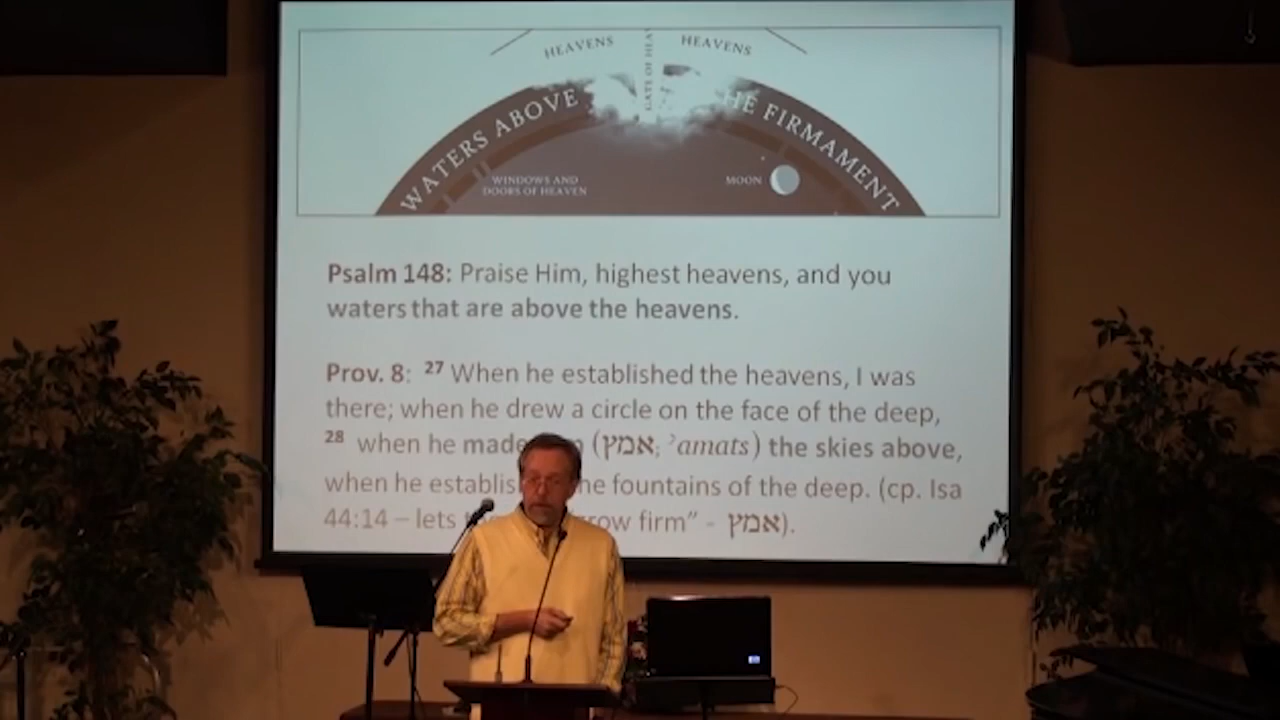 HEAVENS
HEAVENS
GATE OF
WATERS ABOVE
HE FIRMAMENT
WINDOWS AND
DOORS OF HEAVEN
MOON
Psalm 148: Praise Him, highest heavens, and you
waters that are above the heavens.
Prov. 8: 27 When he established the heavens, I was
there; when he drew a circle on the face of the deep,
28 when he made (אמץ; ʾamats) the skies above,
when he establis he fountains of the deep. (cp. Isa
44:14 – lets row firm" - אמץ).